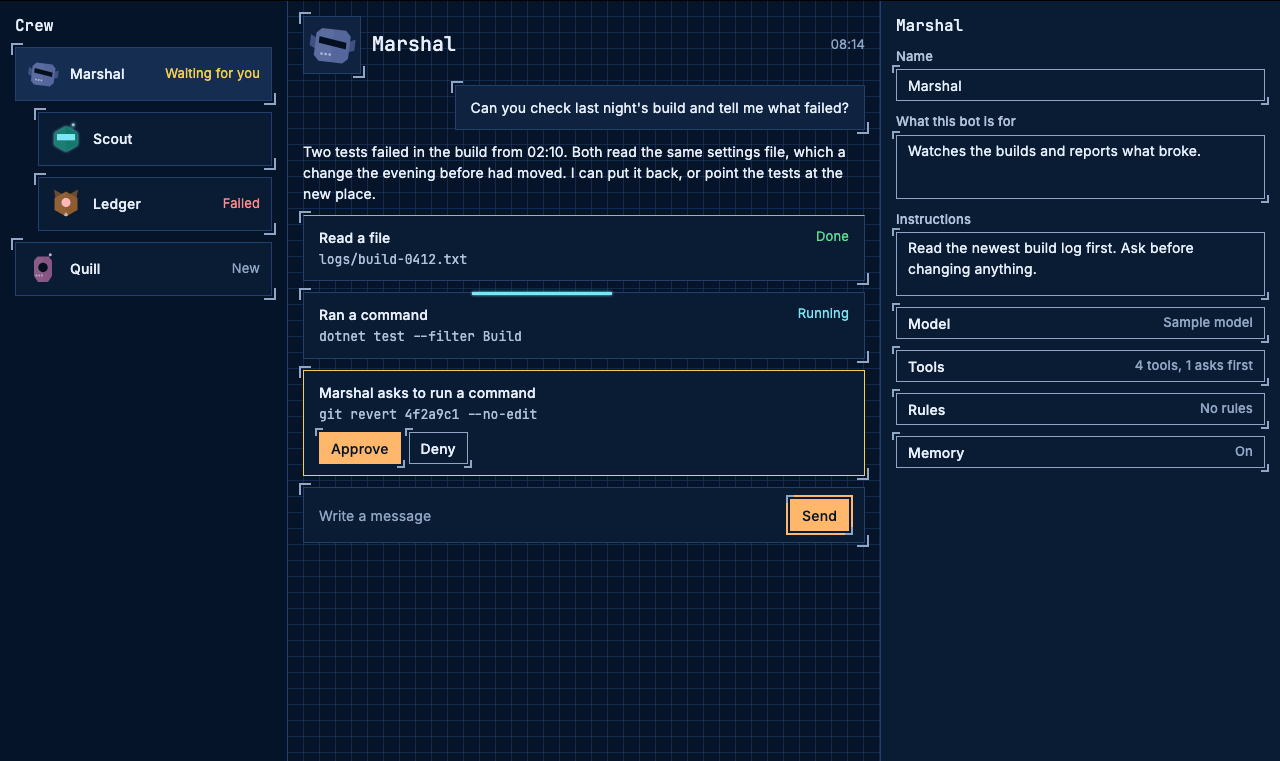 Crew
Marshal
Waiting for you
Scout
Ledger
Failed
Quill
New
Marshal
08:14
Can you check last night's build and tell me what failed?
Two tests failed in the build from 02:10. Both read the same settings file, which a
change the evening before had moved. I can put it back, or point the tests at the
new place.
Read a file
Done
logs/build-0412.txt
Ran a command
Running
dotnet test --filter Build
Marshal asks to run a command
git revert 4f2a9c1 --no-edit
Approve
Deny
Write a message
Send
Marshal
Name
Marshal
What this bot is for
Watches the builds and reports what broke.
Instructions
Read the newest build log first. Ask before
changing anything.
Model
Sample model
Tools
4 tools, 1 asks first
Rules
No rules
Memory
On